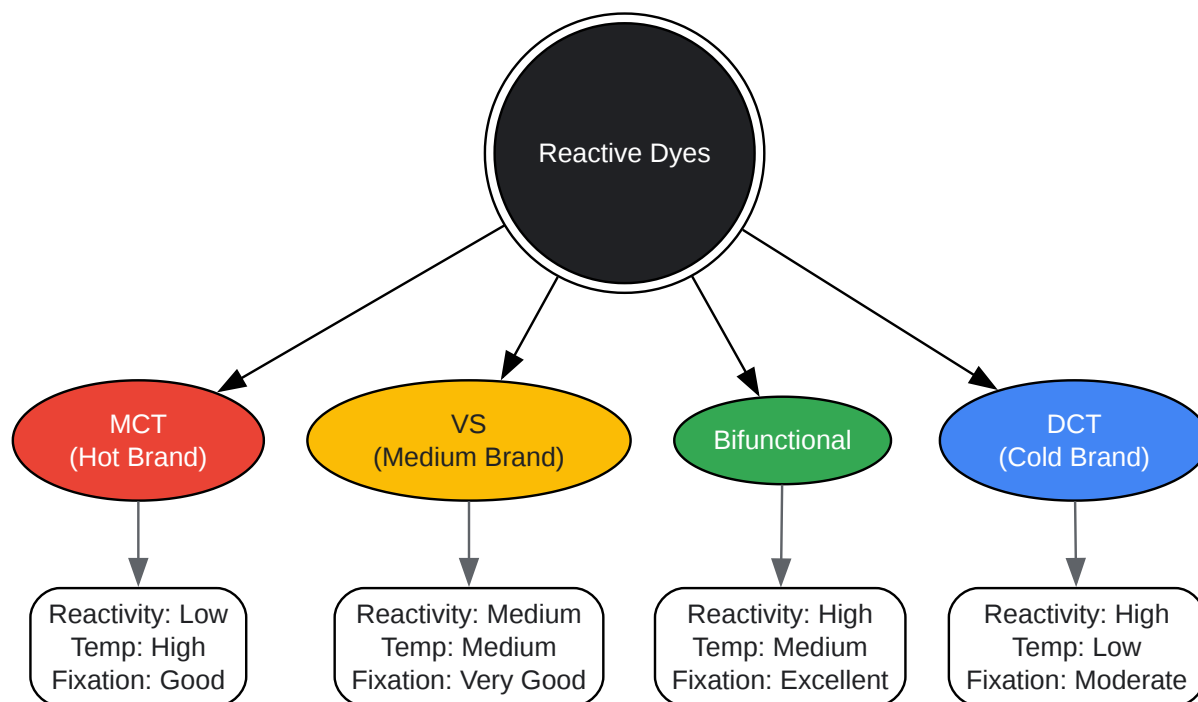 Reactive Dyes
MCT
(Hot Brand)
VS
(Medium Brand)
Bifunctional
DCT
(Cold Brand)
Reactivity: Low
Temp: High
Fixation: Good
Reactivity: Medium
Temp: Medium
Fixation: Very Good
Reactivity: High
Temp: Medium
Fixation: Excellent
Reactivity: High
Temp: Low
Fixation: Moderate